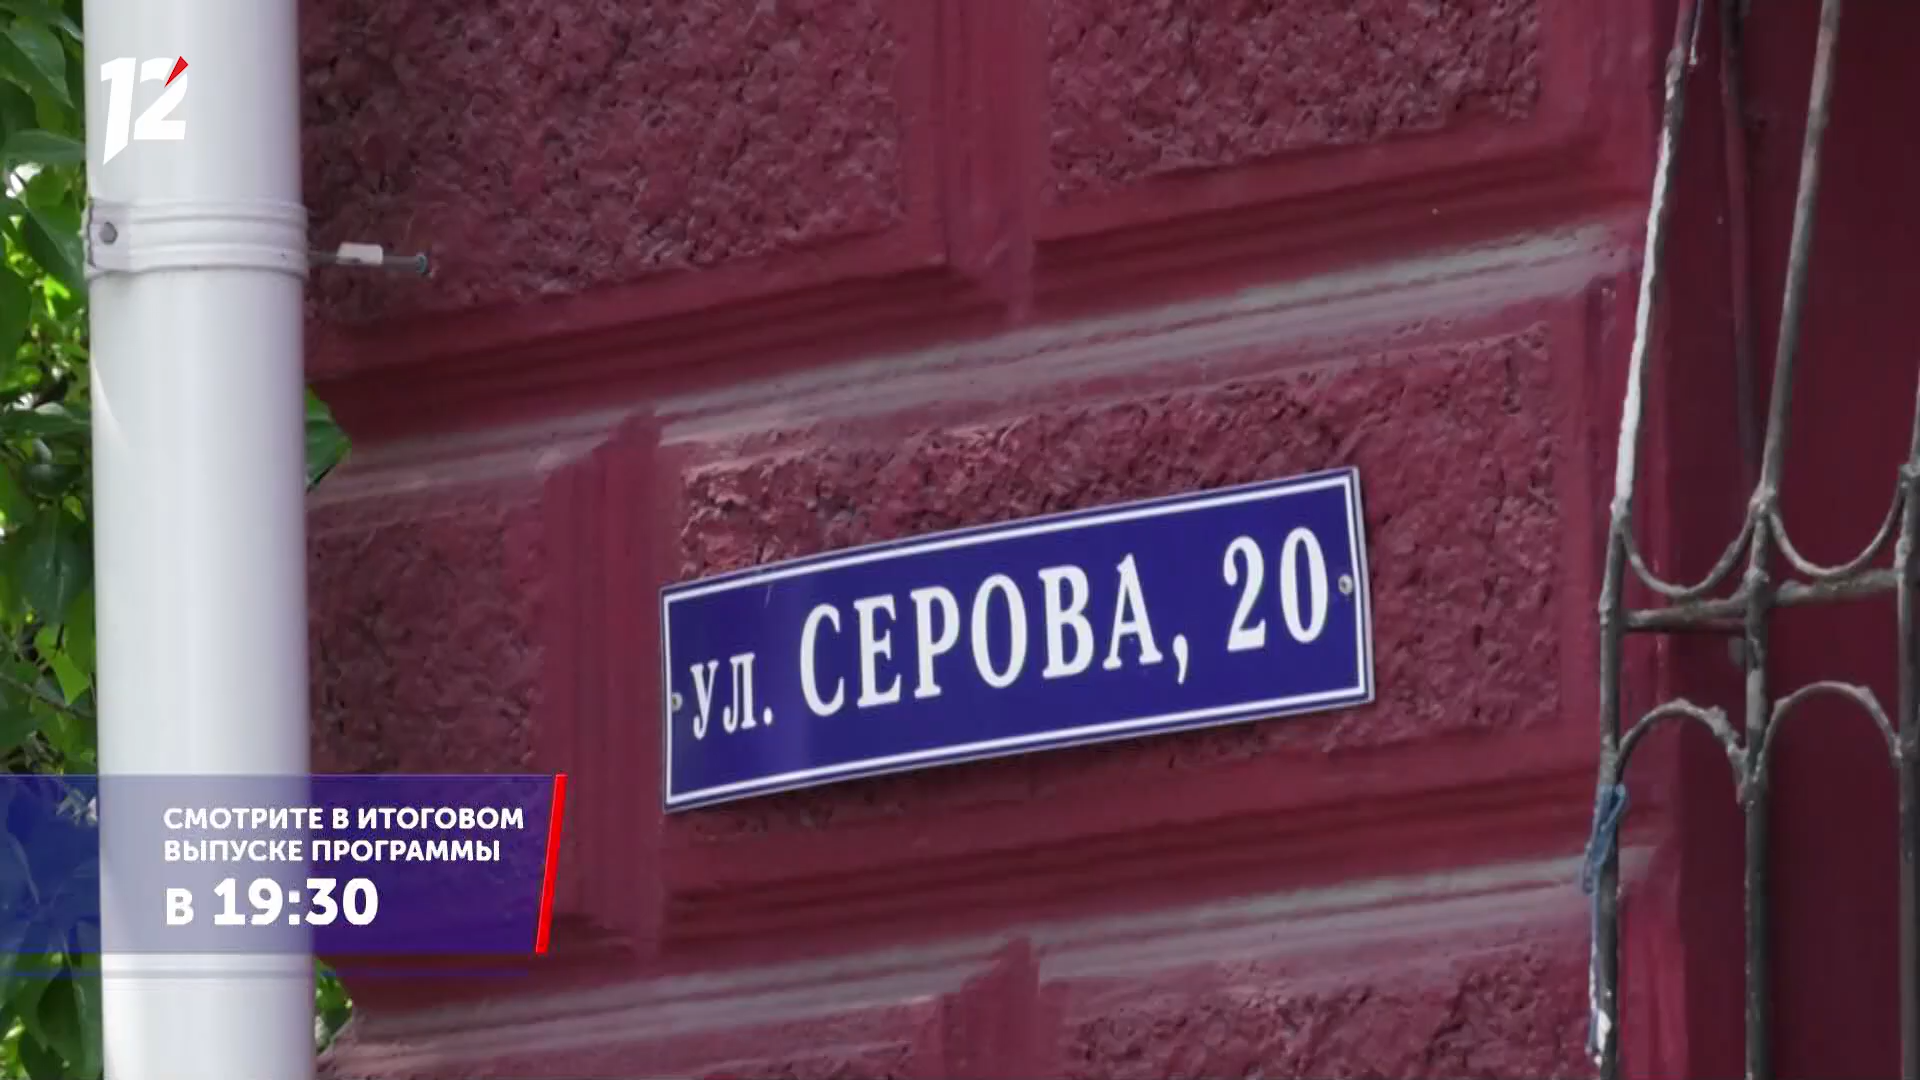 12
ул. СЕРОВА, 20
СМОТРИТЕ В ИТОГОВОМ
ВЫПУСКЕ ПРОГРАММЫ
В 19:30